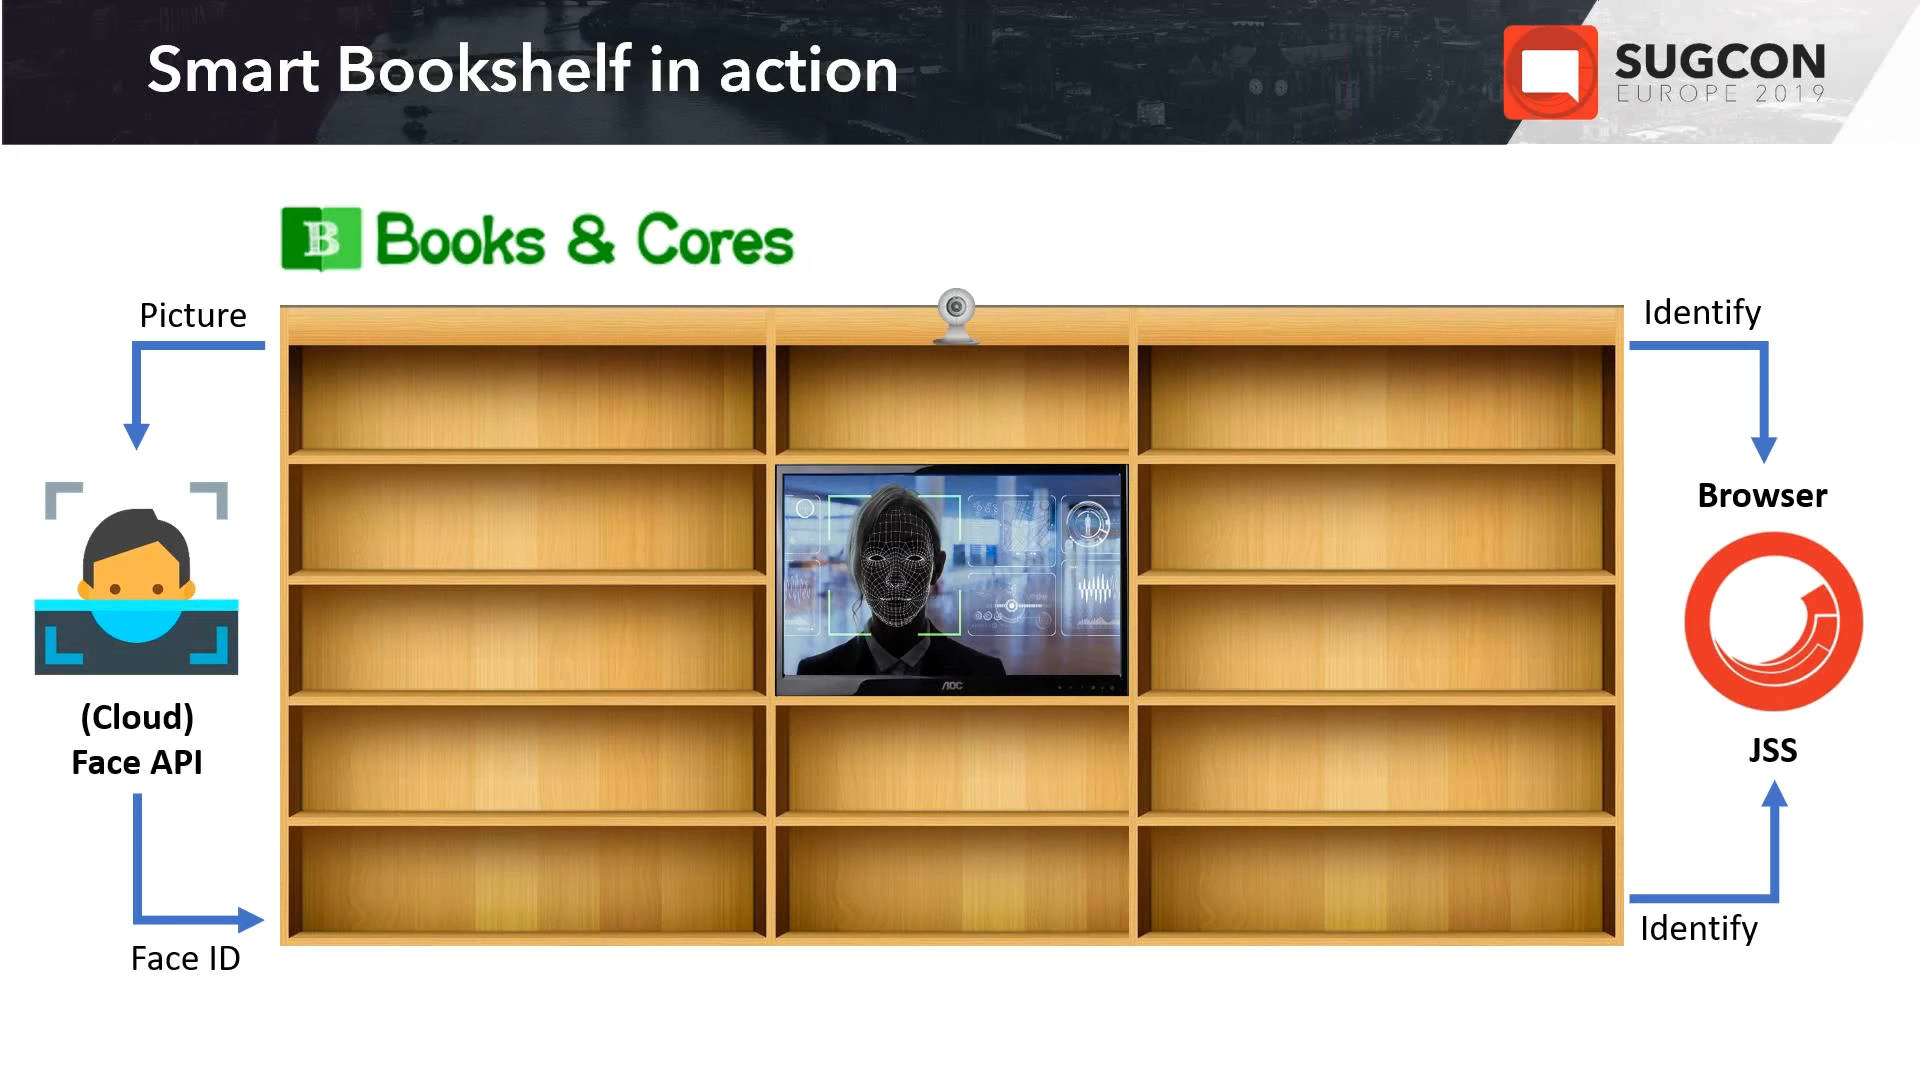 Smart Bookshelf in action
SUGCON
EUROPE 2019
B Books & Cores
Picture
Identify
Browser
(Cloud)
Face API
JSS
AOC
Face ID
Identify